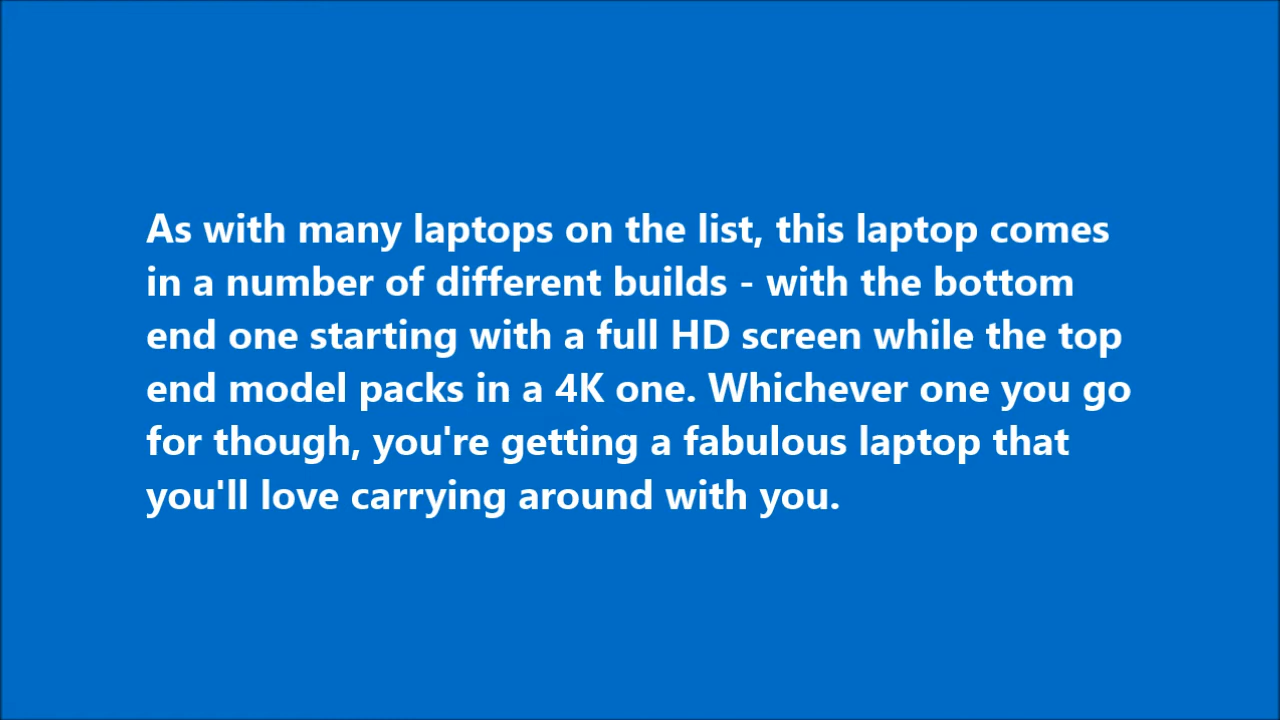 As with many laptops on the list, this laptop comes
in a number of different builds - with the bottom
end one starting with a full HD screen while the top
end model packs in a 4K one. Whichever one you go
for though, you're getting a fabulous laptop that
you'll love carrying around with you.